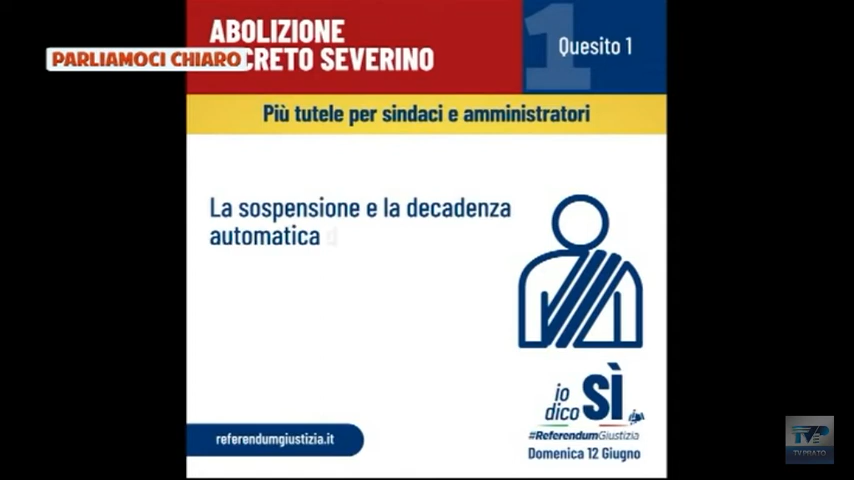 ABOLIZIONE
CRETO SEVERINO
PARLIAMOCI CHIARO
1
Quesito 1
Più tutele per sindaci e amministratori
La sospensione e la decadenza
automatica d
io
dico SÌ
#ReferendumGiustizia
Domenica 12 Giugno
referendumgiustizia.it
TVP
TV PRATO